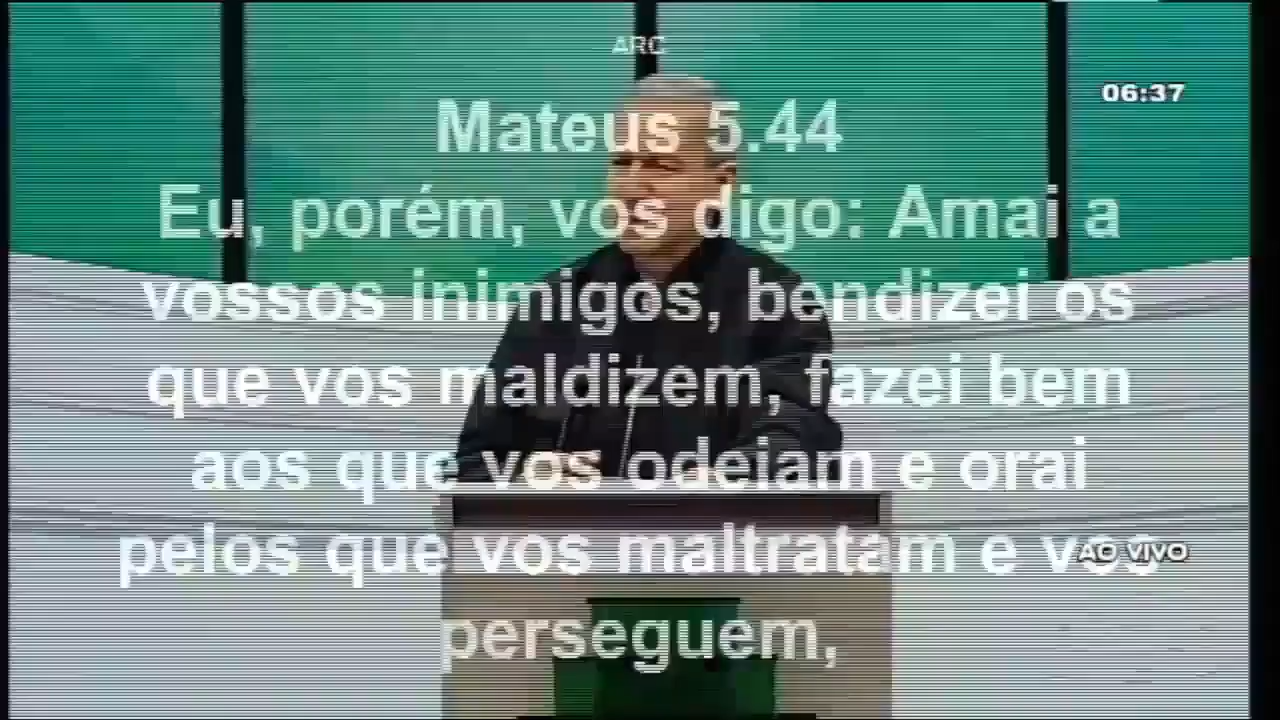 ARC
06:37
Mateus 5.44
Eu, porém, vos digo: Amai a
vossos inimigos, bendizei os
que vos maldizem, fazei bem
aos que vos odeiam e orai
pelos que vos maltratam e vos
AO VIVO
perseguem,